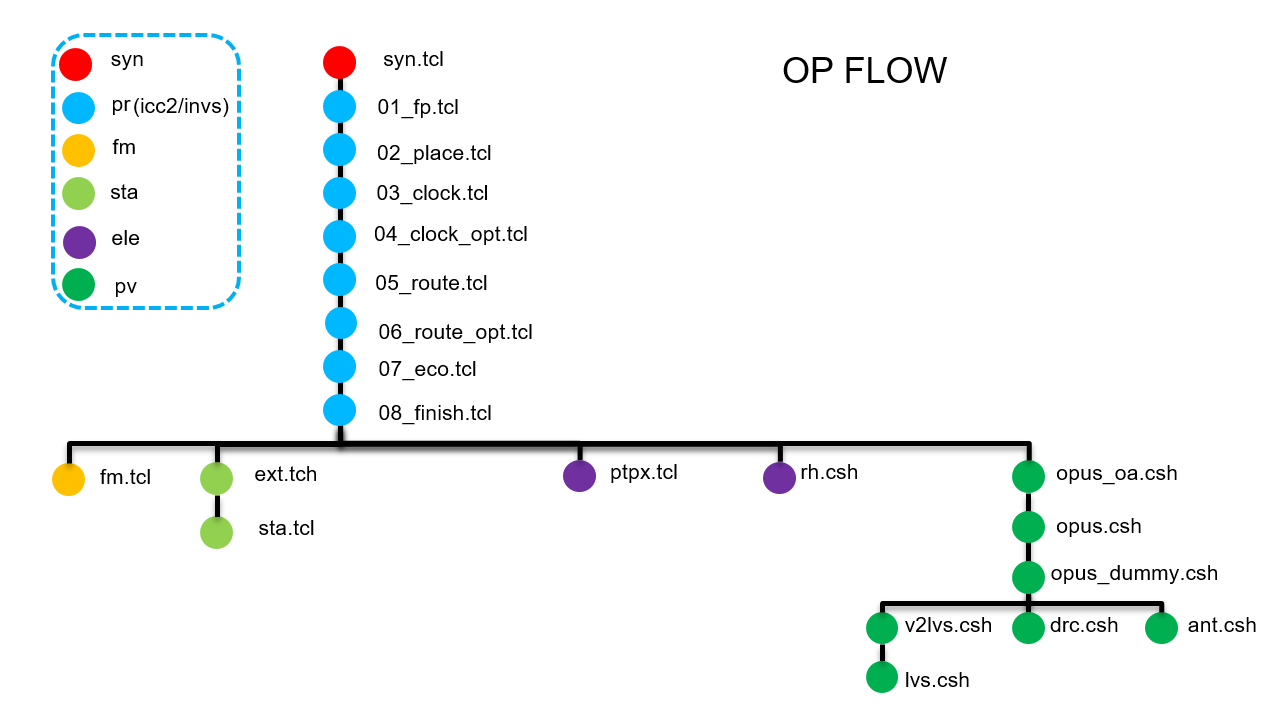 OP FLOW
syn
pr(icc2/invs)
fm
sta
ele
pv
syn.tcl
01_fp.tcl
02_place.tcl
03_clock.tcl
04_clock_opt.tcl
05_route.tcl
06_route_opt.tcl
07_eco.tcl
08_finish.tcl
fm.tcl
ext.tch
sta.tcl
ptpx.tcl
rh.csh
opus_oa.csh
opus.csh
opus_dummy.csh
v2lvs.csh
drc.csh
ant.csh
lvs.csh